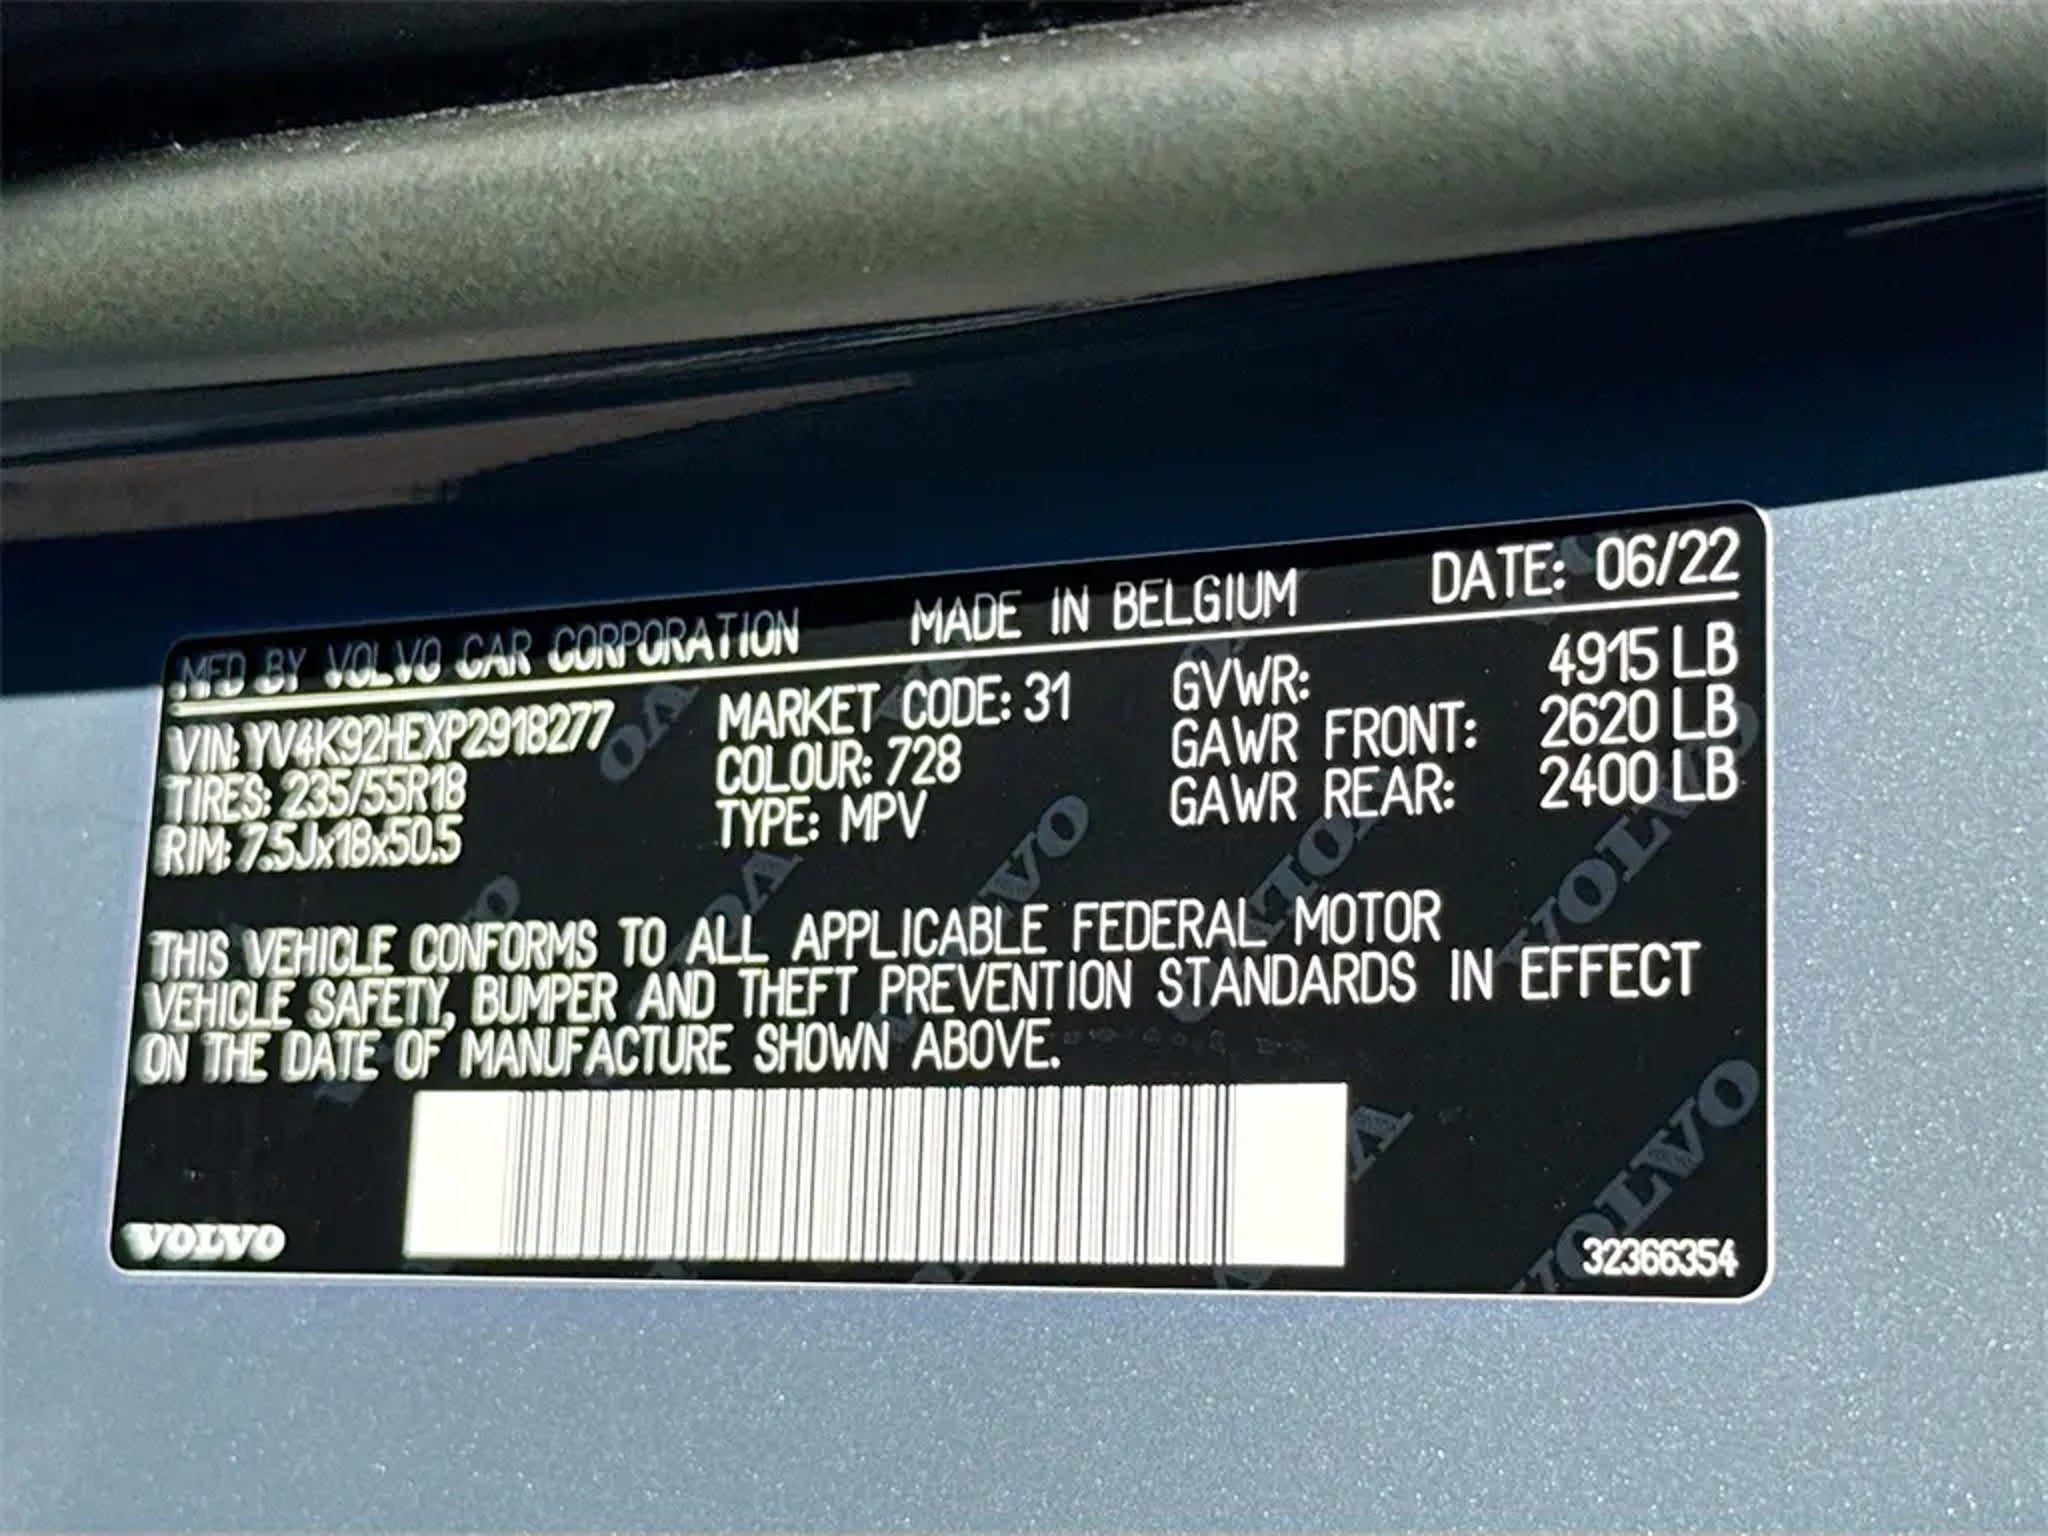 MFD BY VOLVO CAR CORPORATION MADE IN BELGIUM DATE: 06/22
VIN: YV4K92HEXP2918277 MARKET CODE: 31 GVWR: 4915 LB
TIRES: 235/55R18 COLOUR: 728 GAWR FRONT: 2620 LB
RIM: 7.5Jx18x50.5 TYPE: MPV GAWR REAR: 2400 LB
THIS VEHICLE CONFORMS TO ALL APPLICABLE FEDERAL MOTOR
VEHICLE SAFETY, BUMPER AND THEFT PREVENTION STANDARDS IN EFFECT
ON THE DATE OF MANUFACTURE SHOWN ABOVE.
VOLVO 32366354